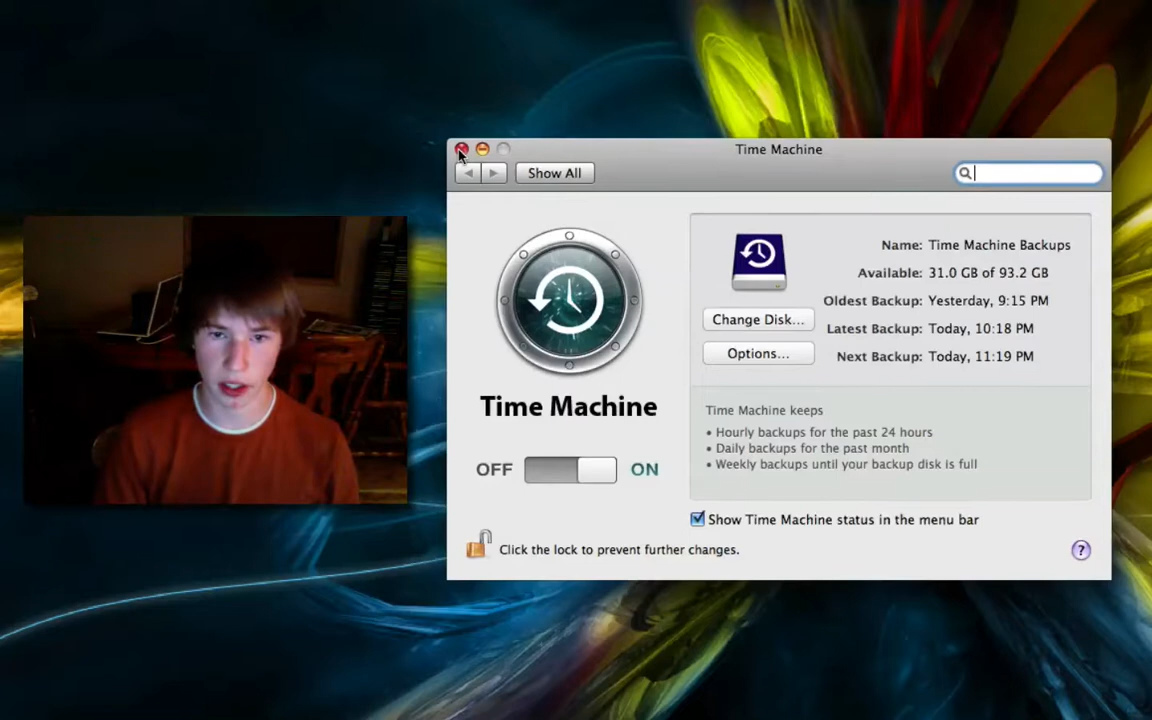 Time Machine
Show All
Name: Time Machine Backups
Available: 31.0 GB of 93.2 GB
Oldest Backup: Yesterday, 9:15 PM
Change Disk...
Latest Backup: Today, 10:18 PM
Options...
Next Backup: Today, 11:19 PM
Time Machine
Time Machine keeps
• Hourly backups for the past 24 hours
• Daily backups for the past month
• Weekly backups until your backup disk is full
OFF ON
Show Time Machine status in the menu bar
Click the lock to prevent further changes.
?